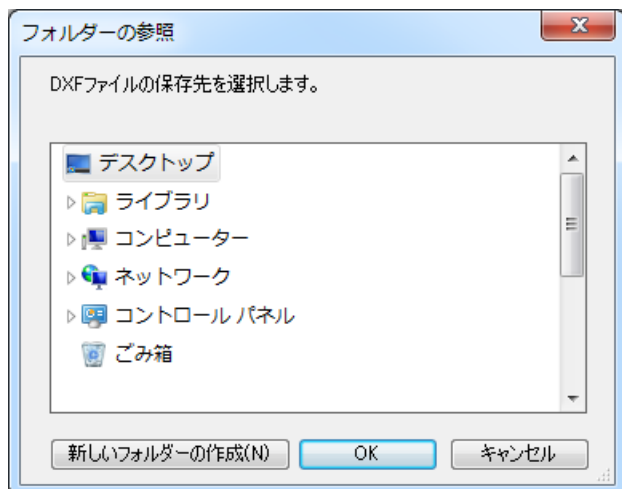 フォルダーの参照
DXFファイルの保存先を選択します。
デスクトップ
ライブラリ
コンピューター
ネットワーク
コントロール パネル
ごみ箱
新しいフォルダーの作成(N) OK キャンセル